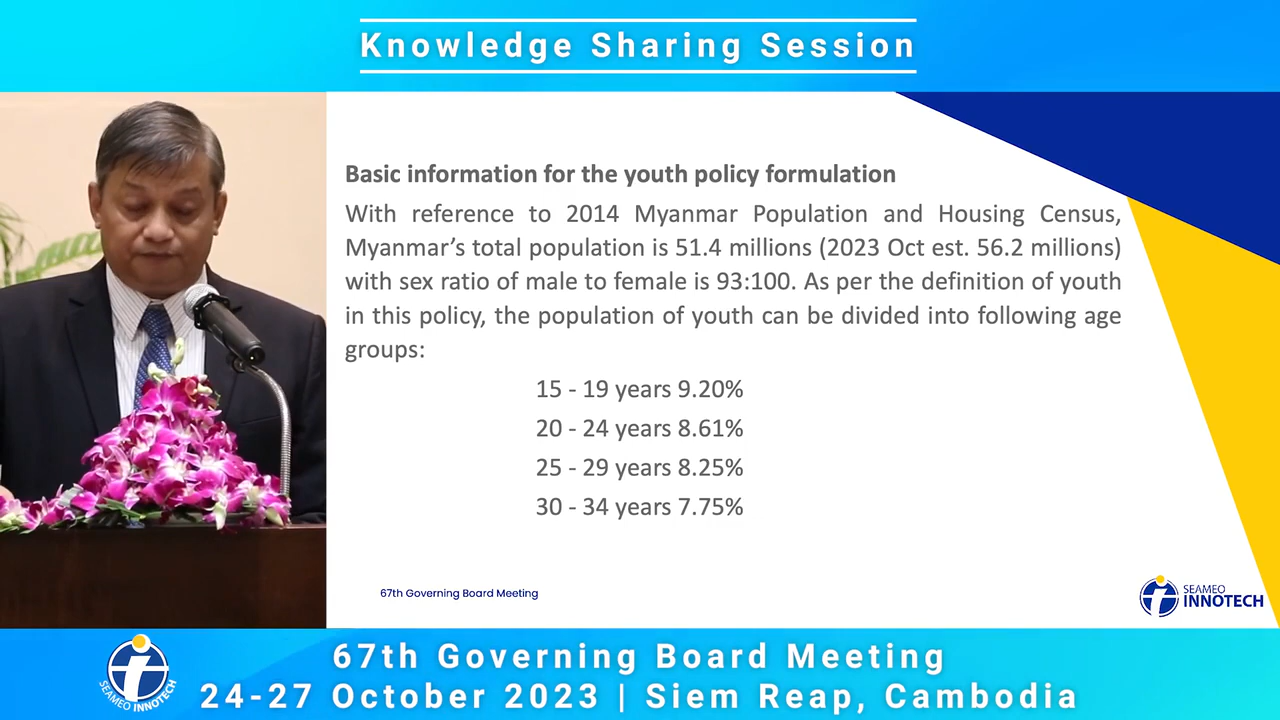 Knowledge Sharing Session
Basic information for the youth policy formulation
With reference to 2014 Myanmar Population and Housing Census,
Myanmar's total population is 51.4 millions (2023 Oct est. 56.2 millions)
with sex ratio of male to female is 93:100. As per the definition of youth
in this policy, the population of youth can be divided into following age
groups:
15 - 19 years 9.20%
20 - 24 years 8.61%
25 - 29 years 8.25%
30 - 34 years 7.75%
67th Governing Board Meeting
SEAMEO
INNOTECH
SEAMEO INNOTECH
67th Governing Board Meeting
24-27 October 2023 | Siem Reap, Cambodia